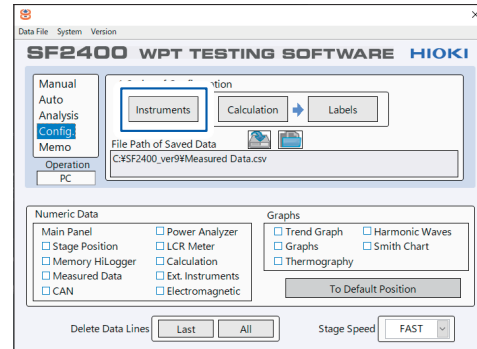 Data File System Version
SF2400 WPT TESTING SOFTWARE HIOKI
Manual
Auto
Analysis
Config.
Memo
Operation
PC
Instruments
Calculation
Labels
File Path of Saved Data
C:¥SF2400_ver9¥Measured Data.csv
Numeric Data
Main Panel
Stage Position
Memory HiLogger
Measured Data
CAN
Power Analyzer
LCR Meter
Calculation
Ext. Instruments
Electromagnetic
Graphs
Trend Graph
Graphs
Thermography
Harmonic Waves
Smith Chart
To Default Position
Delete Data Lines Last All
Stage Speed FAST